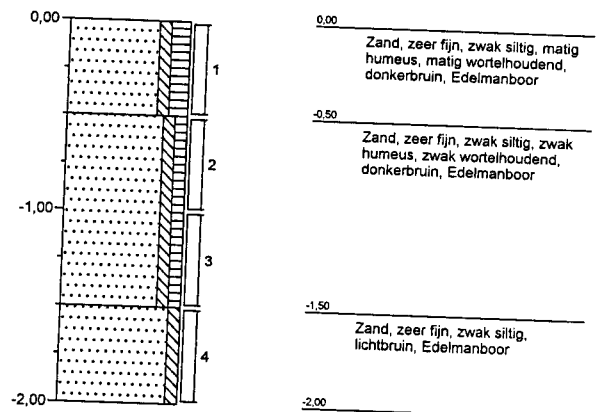 0,00
-1,00
-2,00
1
2
3
4
0,00
Zand, zeer fijn, zwak siltig, matig
humeus, matig wortelhoudend,
donkerbruin, Edelmanboor
-0,50
Zand, zeer fijn, zwak siltig, zwak
humeus, zwak wortelhoudend,
donkerbruin, Edelmanboor
-1,50
Zand, zeer fijn, zwak siltig,
lichtbruin, Edelmanboor
-2,00